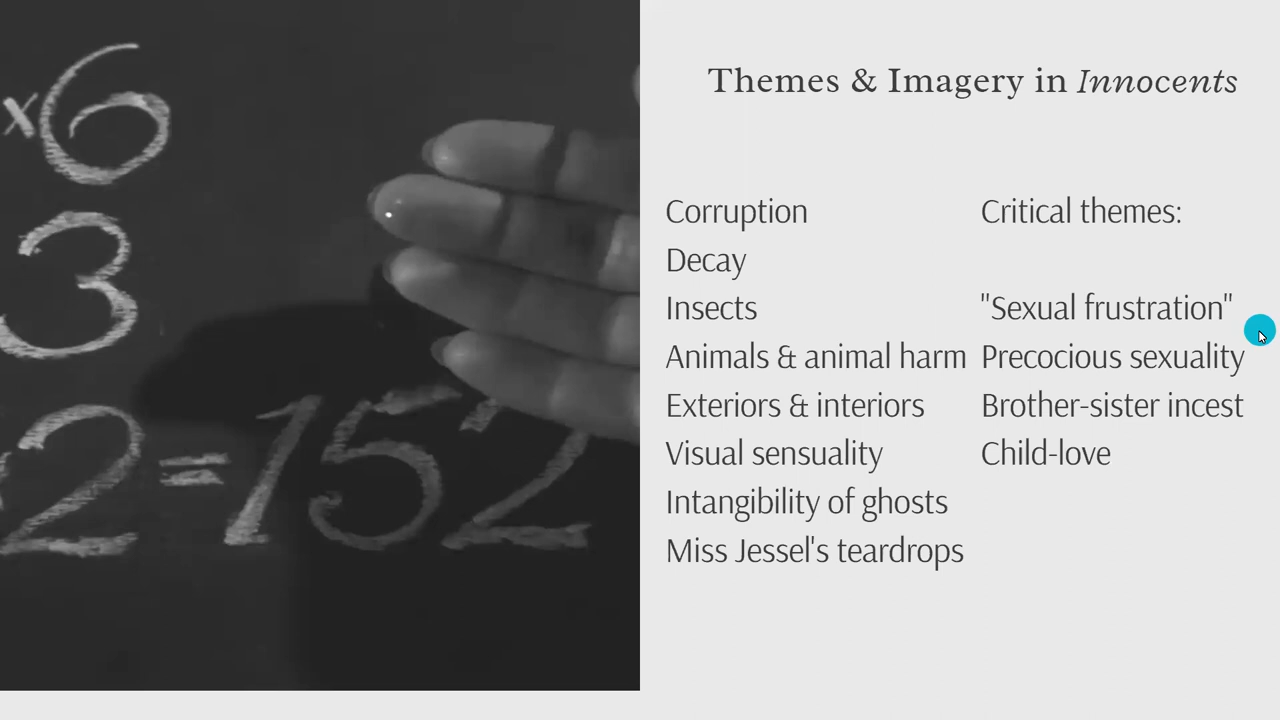 x6
3
2=152
Themes & Imagery in Innocents
Corruption
Decay
Insects
Animals & animal harm
Exteriors & interiors
Visual sensuality
Intangibility of ghosts
Miss Jessel's teardrops
Critical themes:
"Sexual frustration"
Precocious sexuality
Brother-sister incest
Child-love